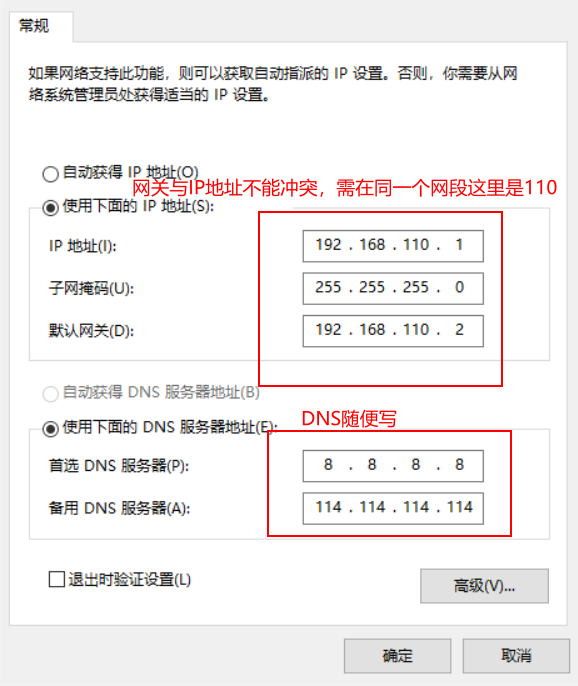 常规
如果网络支持此功能，则可以获取自动指派的 IP 设置。否则，你需要从网
络系统管理员处获得适当的 IP 设置。
自动获得 IP 地址(O)
网关与IP地址不能冲突，需在同一个网段这里是110
使用下面的 IP 地址(S):
IP 地址(I): 192 . 168 . 110 . 1
子网掩码(U): 255 . 255 . 255 . 0
默认网关(D): 192 . 168 . 110 . 2
自动获得 DNS 服务器地址(B)
DNS随便写
使用下面的 DNS 服务器地址(E):
首选 DNS 服务器(P): 8 . 8 . 8 . 8
备用 DNS 服务器(A): 114 . 114 . 114 . 114
退出时验证设置(L)
高级(V)...
确定 取消